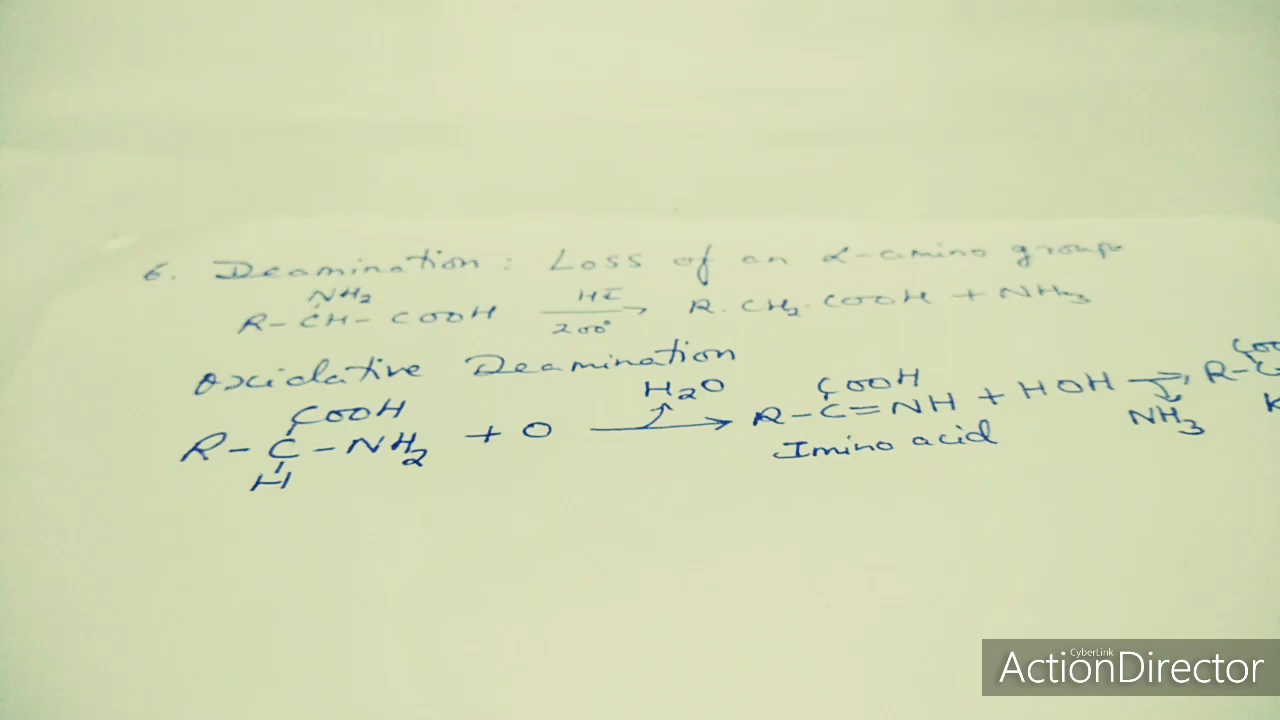 6. Deamination: Loss of an α-amino group
NH2
R-CH-COOH HI → R.CH2.COOH + NH3
200°
Oxidative Deamination
COOH H2O COOH COO
R-C-NH2 + O → R-C=NH + HOH → R-C
H Imino acid NH3 K
CyberLink
ActionDirector